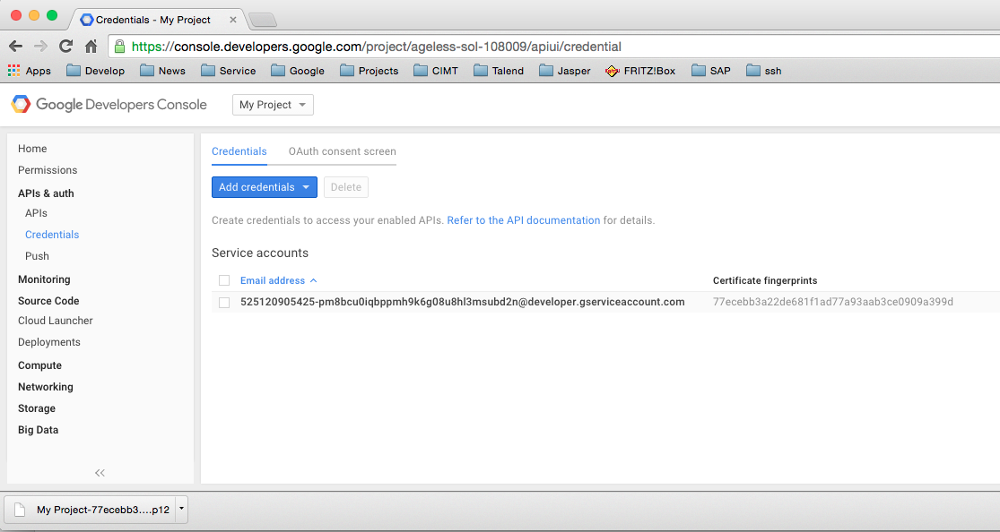 Credentials - My Project
https://console.developers.google.com/project/ageless-sol-108009/apiui/credential
Apps Develop News Service Google Projects CIMT Talend Jasper FRITZ!Box SAP ssh
Google Developers Console My Project
Home
Permissions
APIs & auth
APIs
Credentials
Push
Monitoring
Source Code
Cloud Launcher
Deployments
Compute
Networking
Storage
Big Data
Credentials OAuth consent screen
Add credentials Delete
Create credentials to access your enabled APIs. Refer to the API documentation for details.
Service accounts
Email address Certificate fingerprints
525120905425-pm8bcu0iqbppmh9k6g08u8hl3msubd2n@developer.gserviceaccount.com 77ecebb3a22de681f1ad77a93aab3ce0909a399d
My Project-77ecebb3....p12